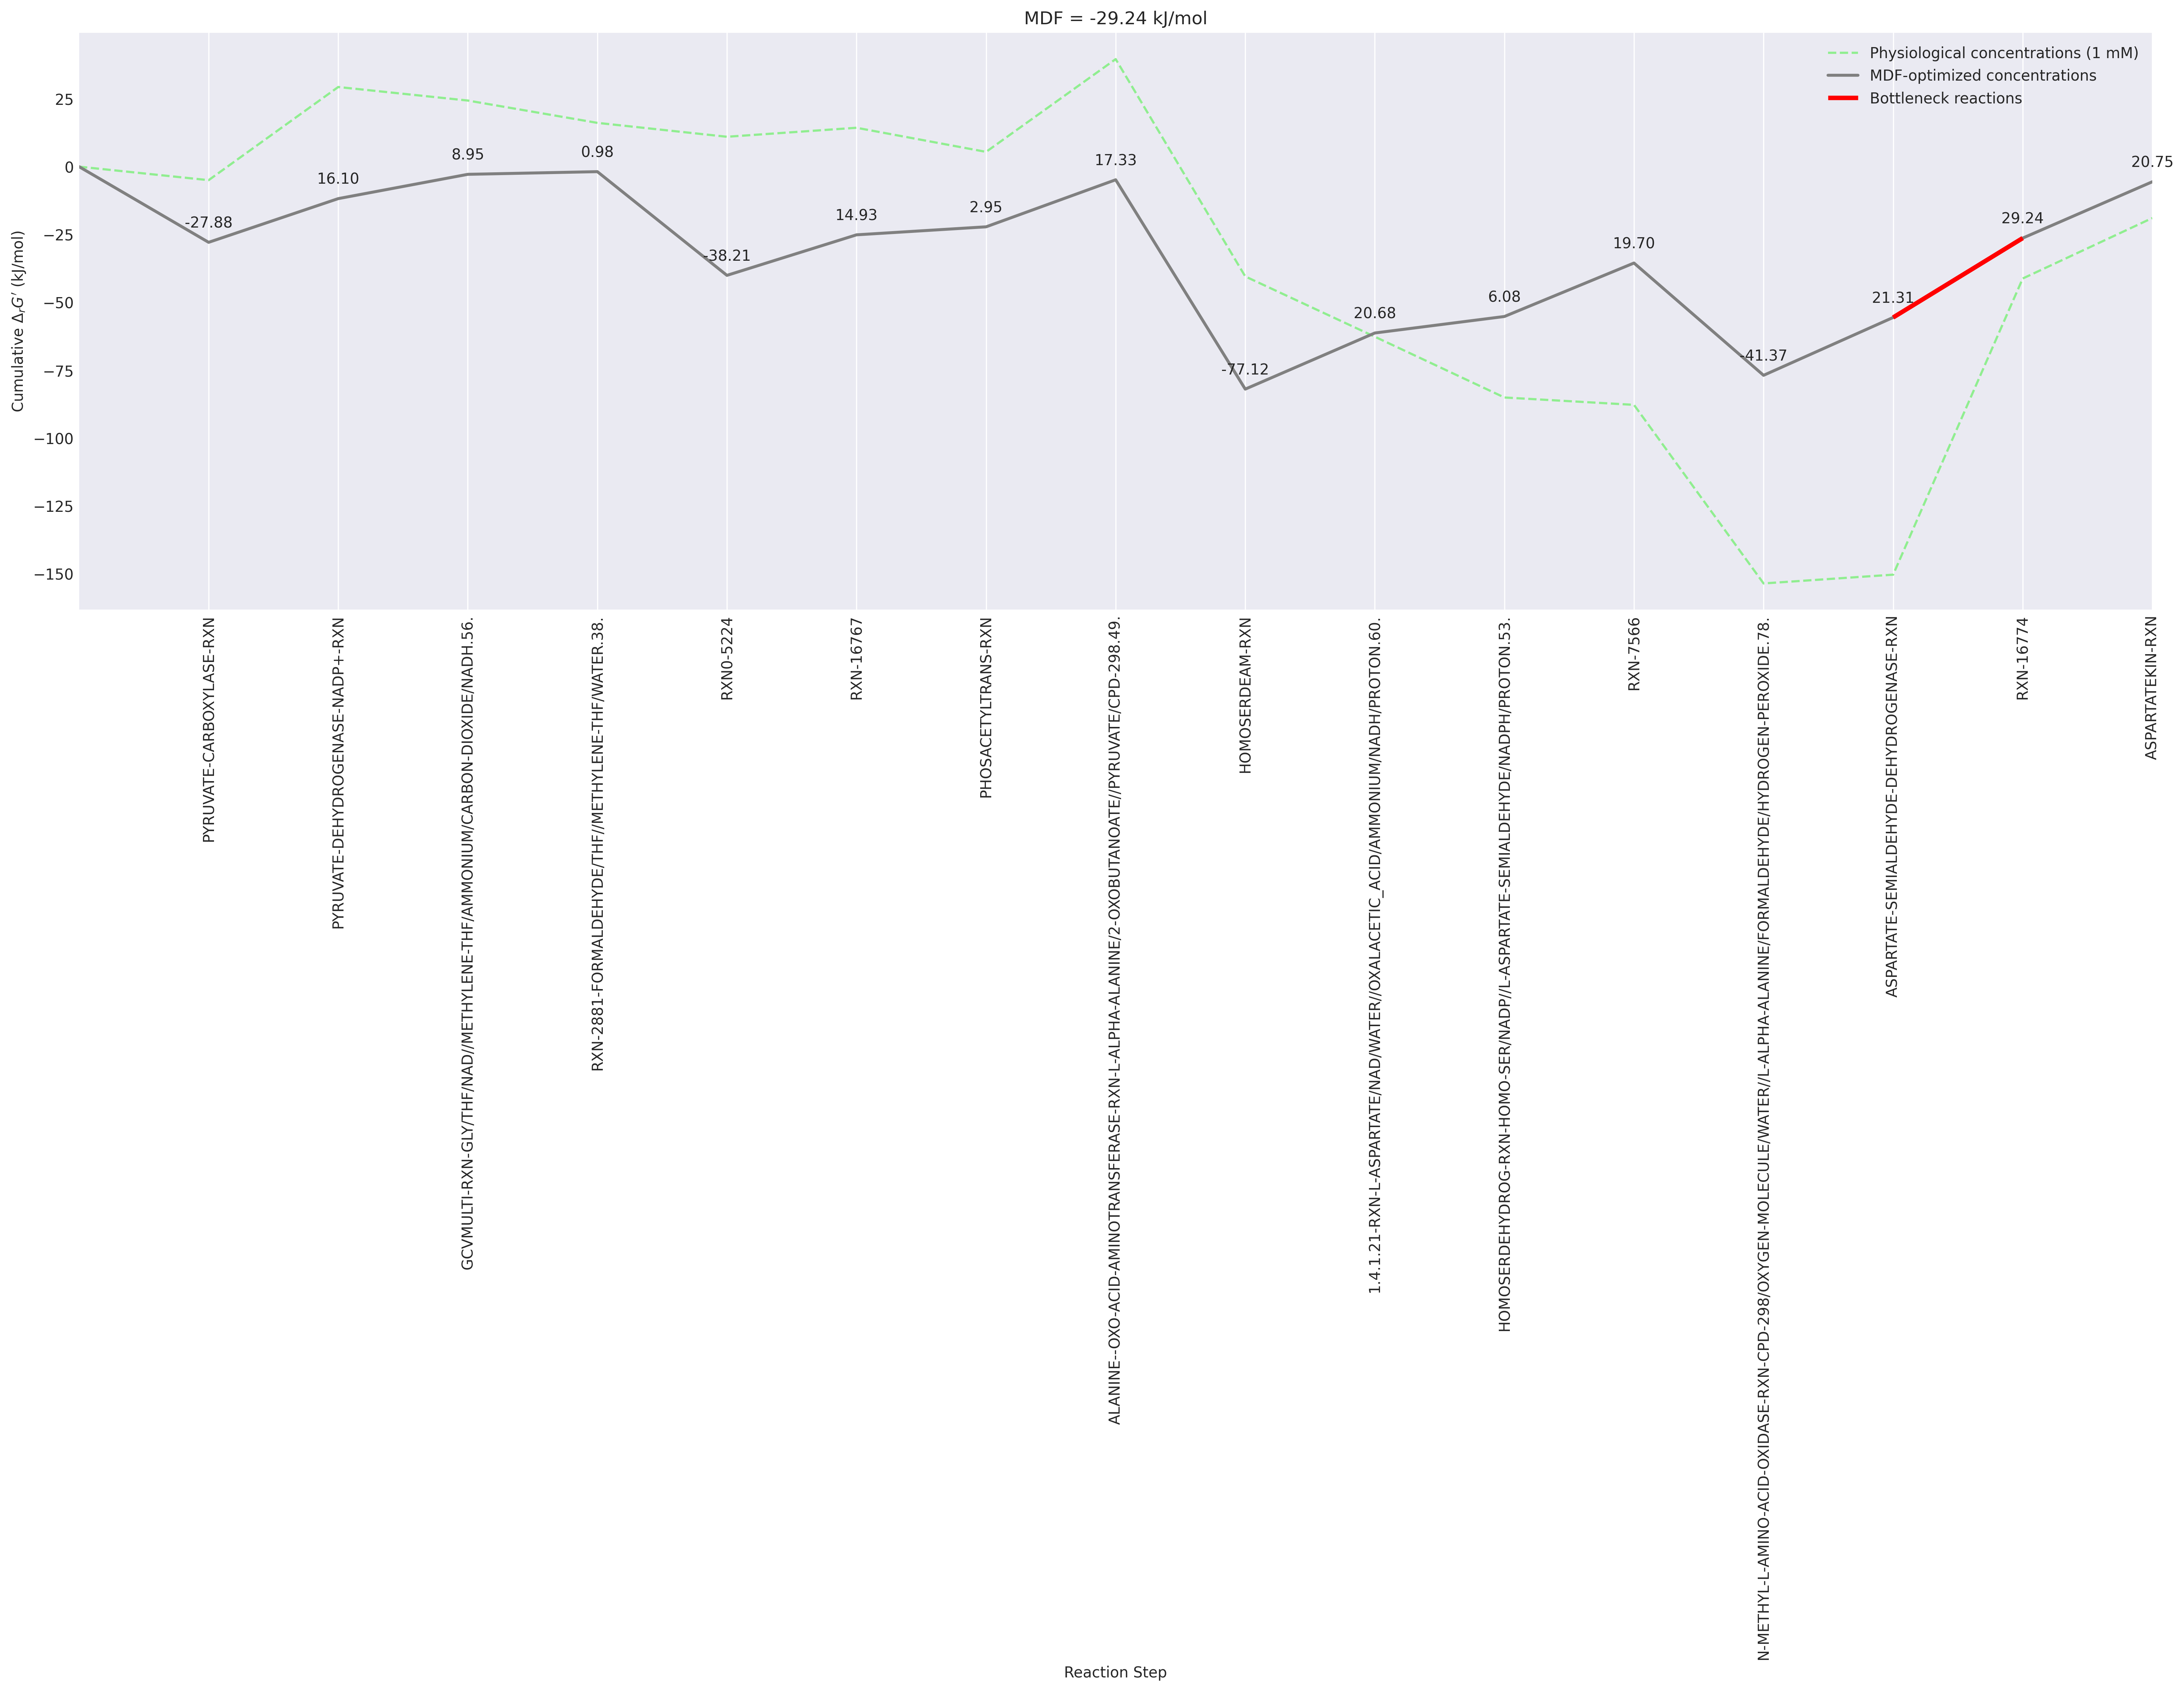 MDF = -29.24 kJ/mol
Physiological concentrations (1 mM)
MDF-optimized concentrations
Bottleneck reactions
Cumulative ΔrG′ (kJ/mol)
25
0
−25
−50
−75
−100
−125
−150
-27.88
16.10
8.95
0.98
-38.21
14.93
2.95
17.33
-77.12
20.68
6.08
19.70
-41.37
21.31
29.24
20.75
PYRUVATE-CARBOXYLASE-RXN
PYRUVATE-DEHYDROGENASE-NADP+-RXN
GCVMULTI-RXN-GLY/THF/NAD//METHYLENE-THF/AMMONIUM/CARBON-DIOXIDE/NADH.56.
RXN-2881-FORMALDEHYDE/THF//METHYLENE-THF/WATER.38.
RXN0-5224
RXN-16767
PHOSACETYLTRANS-RXN
ALANINE--OXO-ACID-AMINOTRANSFERASE-RXN-L-ALPHA-ALANINE/2-OXOBUTANOATE//PYRUVATE/CPD-298.49.
HOMOSERDEAM-RXN
1.4.1.21-RXN-L-ASPARTATE/NAD/WATER//OXALACETIC_ACID/AMMONIUM/NADH/PROTON.60.
HOMOSERDEHYDROG-RXN-HOMO-SER/NADP//L-ASPARTATE-SEMIALDEHYDE/NADPH/PROTON.53.
RXN-7566
N-METHYL-L-AMINO-ACID-OXIDASE-RXN-CPD-298/OXYGEN-MOLECULE/WATER//L-ALPHA-ALANINE/FORMALDEHYDE/HYDROGEN-PEROXIDE.78.
ASPARTATE-SEMIALDEHYDE-DEHYDROGENASE-RXN
RXN-16774
ASPARTATEKIN-RXN
Reaction Step